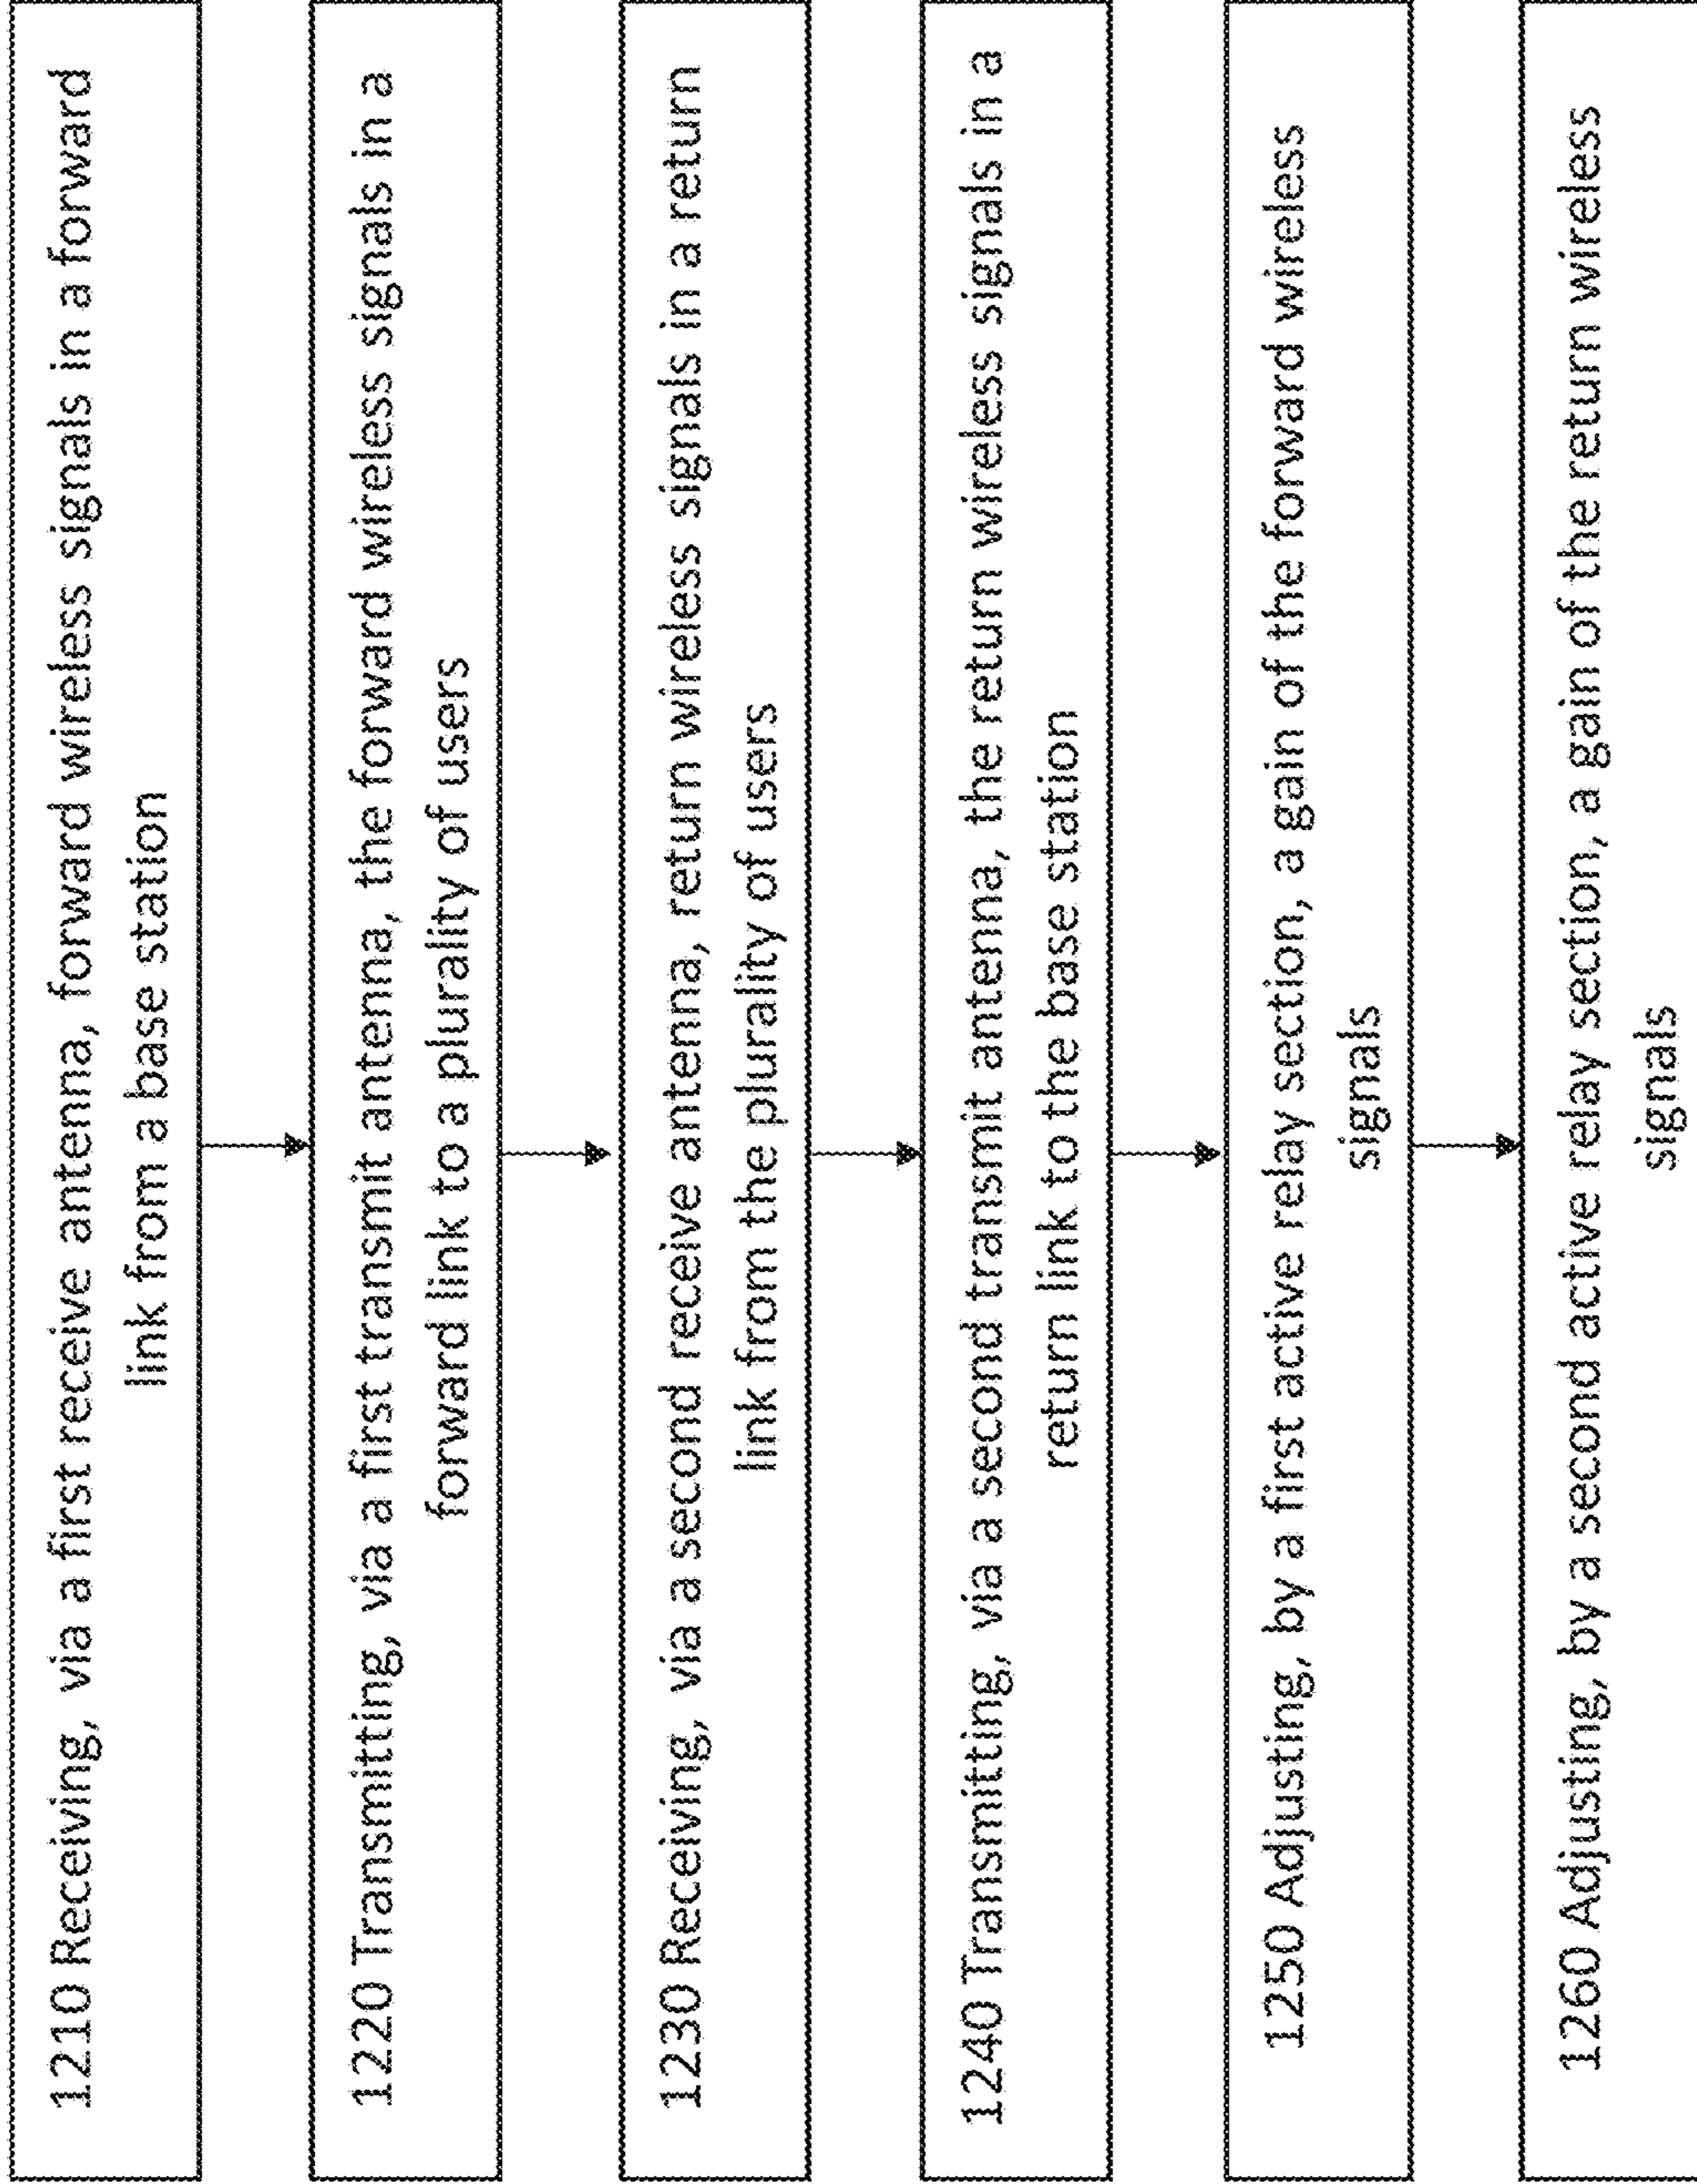 1210 Receiving, via a first receive antenna, forward wireless signals in a forward
link from a base station
1220 Transmitting, via a first transmit antenna, the forward wireless signals in a
forward link to a plurality of users
1230 Receiving, via a second receive antenna, return wireless signals in a return
link from the plurality of users
1240 Transmitting, via a second transmit antenna, the return wireless signals in a
return link to the base station
1250 Adjusting, by a first active relay section, a gain of the forward wireless
signals
1260 Adjusting, by a second active relay section, a gain of the return wireless
signals